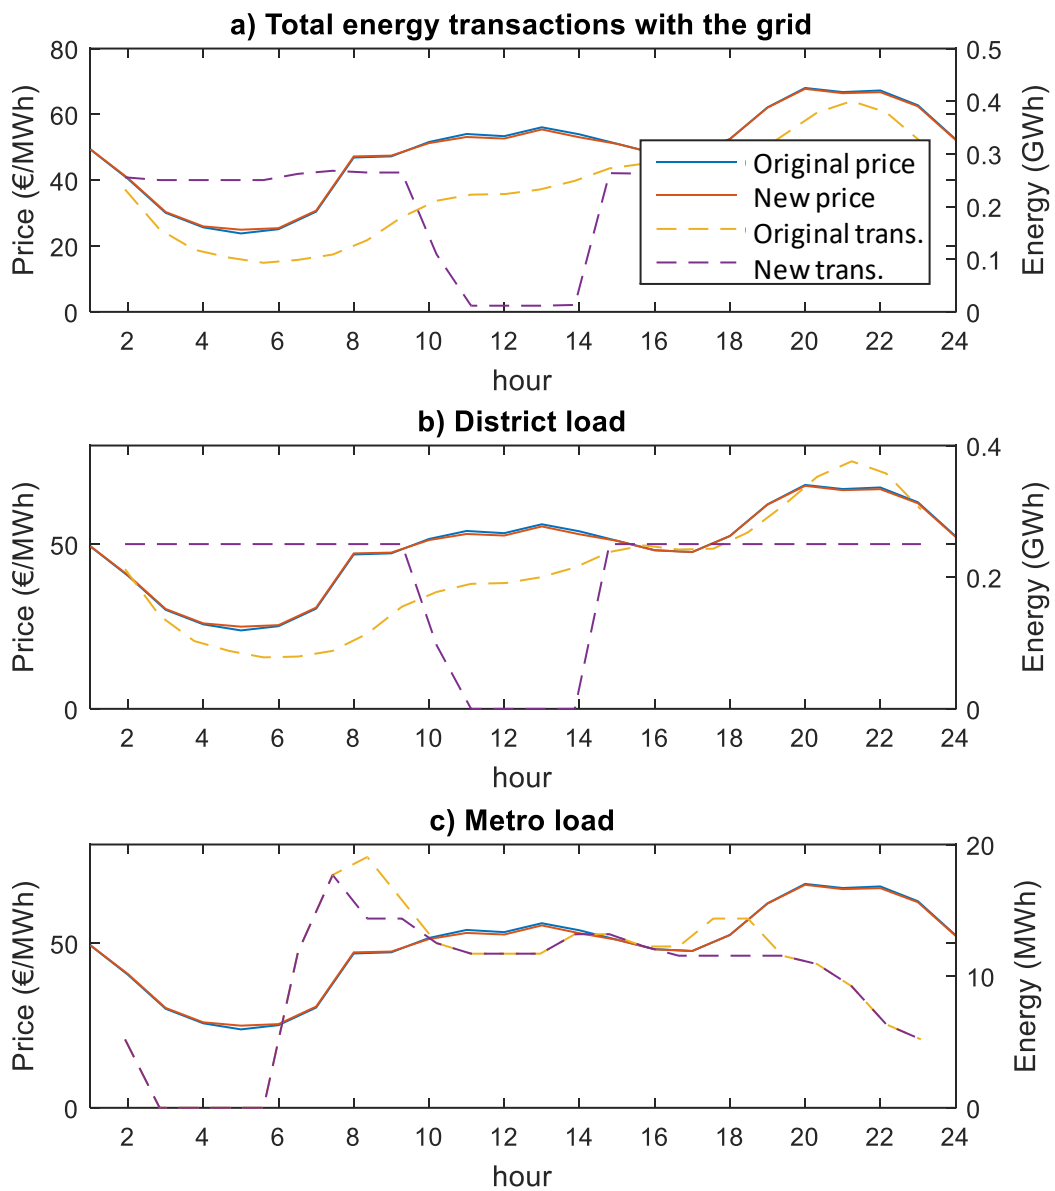 a) Total energy transactions with the grid
80
60
40
20
0
Price (€/MWh)
0.5
0.4
0.3
0.2
0.1
0
Energy (GWh)
Original price
New price
Original trans.
New trans.
2 4 6 8 10 12 14 16 18 20 22 24
hour
b) District load
50
0
Price (€/MWh)
0.4
0.2
0
Energy (GWh)
2 4 6 8 10 12 14 16 18 20 22 24
hour
c) Metro load
50
0
Price (€/MWh)
20
10
0
Energy (MWh)
2 4 6 8 10 12 14 16 18 20 22 24
hour